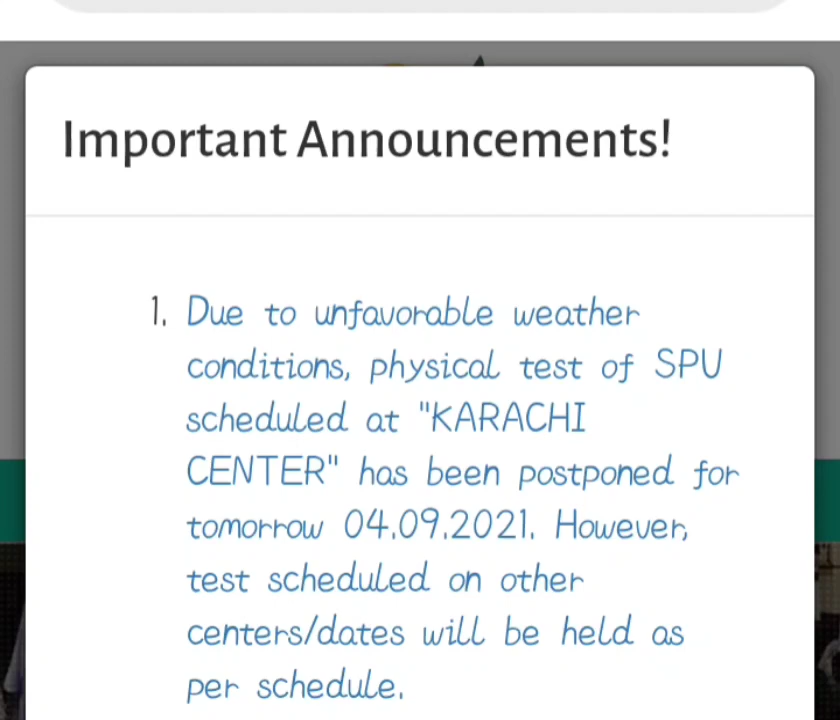 Important Announcements!
1. Due to unfavorable weather
conditions, physical test of SPU
scheduled at "KARACHI
CENTER" has been postponed for
tomorrow 04.09.2021. However,
test scheduled on other
centers/dates will be held as
per schedule.